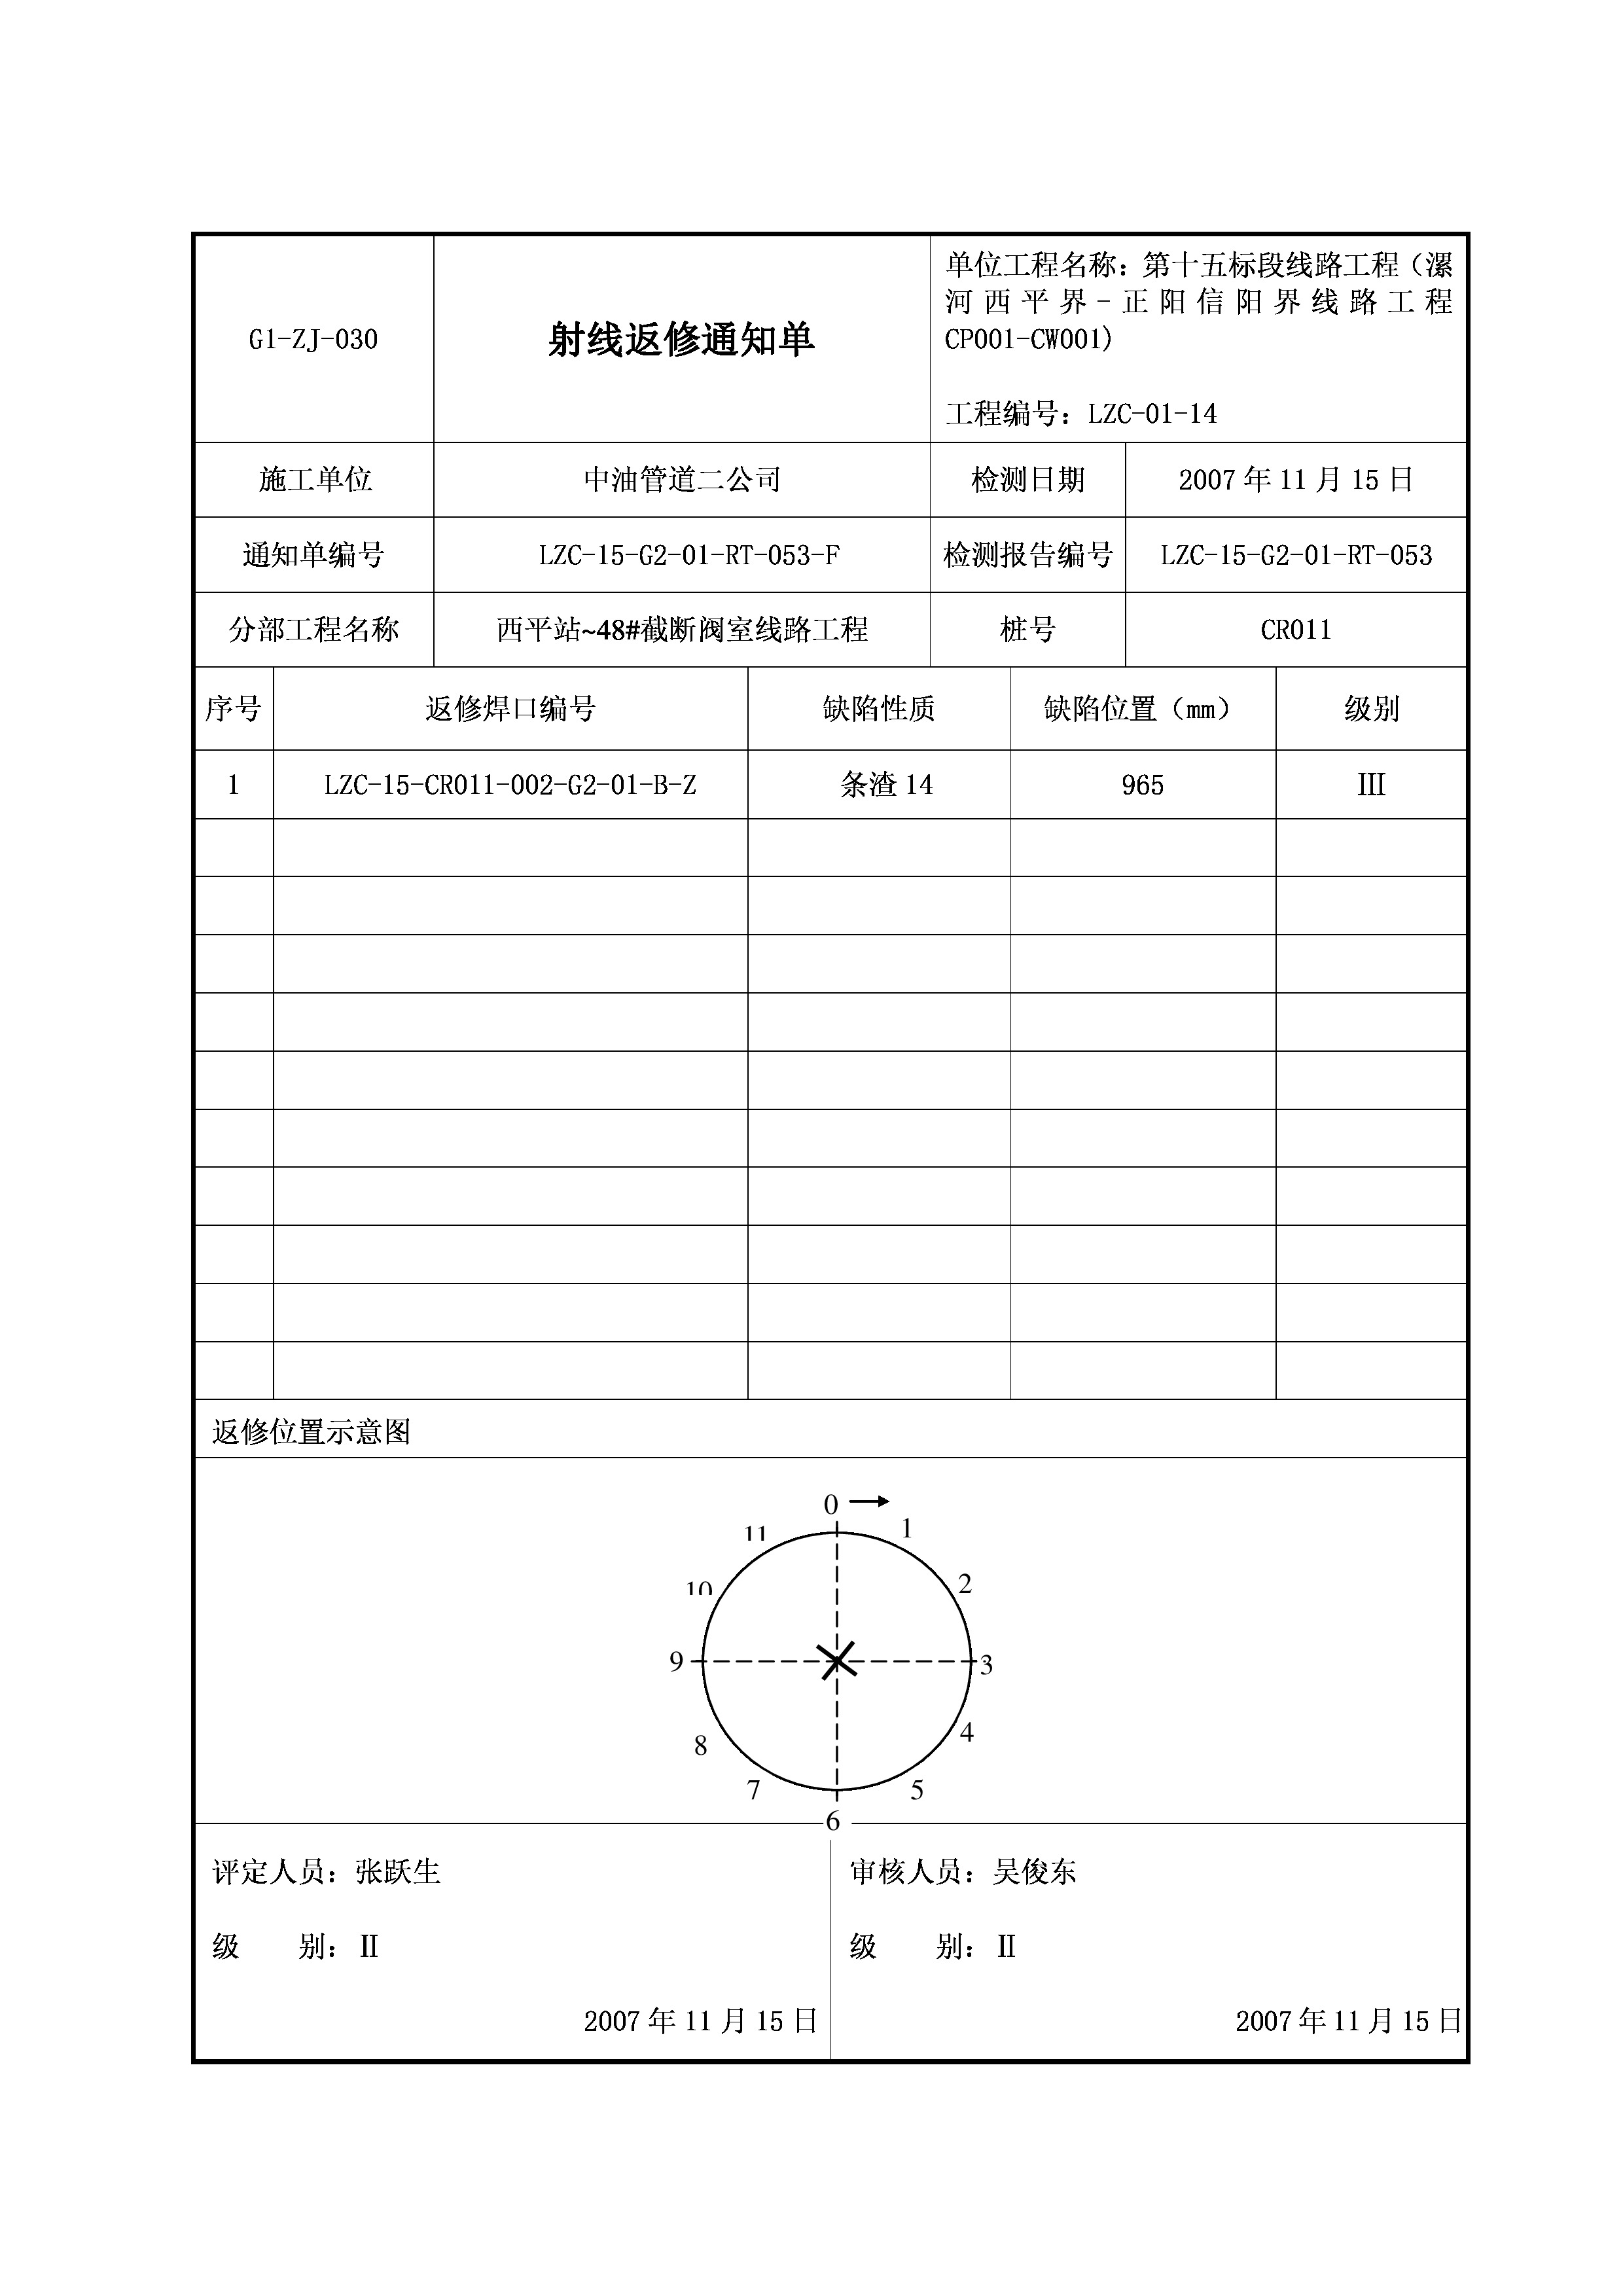 G1-ZJ-030
射线返修通知单
单位工程名称：第十五标段线路工程（漯
河西平界-正阳信阳界线路工程
CP001-CW001)
工程编号：LZC-01-14
施工单位 中油管道二公司 检测日期 2007 年 11 月 15 日
通知单编号 LZC-15-G2-01-RT-053-F 检测报告编号 LZC-15-G2-01-RT-053
分部工程名称 西平站~48#截断阀室线路工程 桩号 CR011
序号 返修焊口编号 缺陷性质 缺陷位置（mm） 级别
1 LZC-15-CR011-002-G2-01-B-Z 条渣 14 965 Ⅲ
返修位置示意图
0
11 1
10 2
9 3
8 4
7 5
6
评定人员：张跃生 审核人员：吴俊东
级 别：Ⅱ 级 别：Ⅱ
2007 年 11 月 15 日 2007 年 11 月 15 日